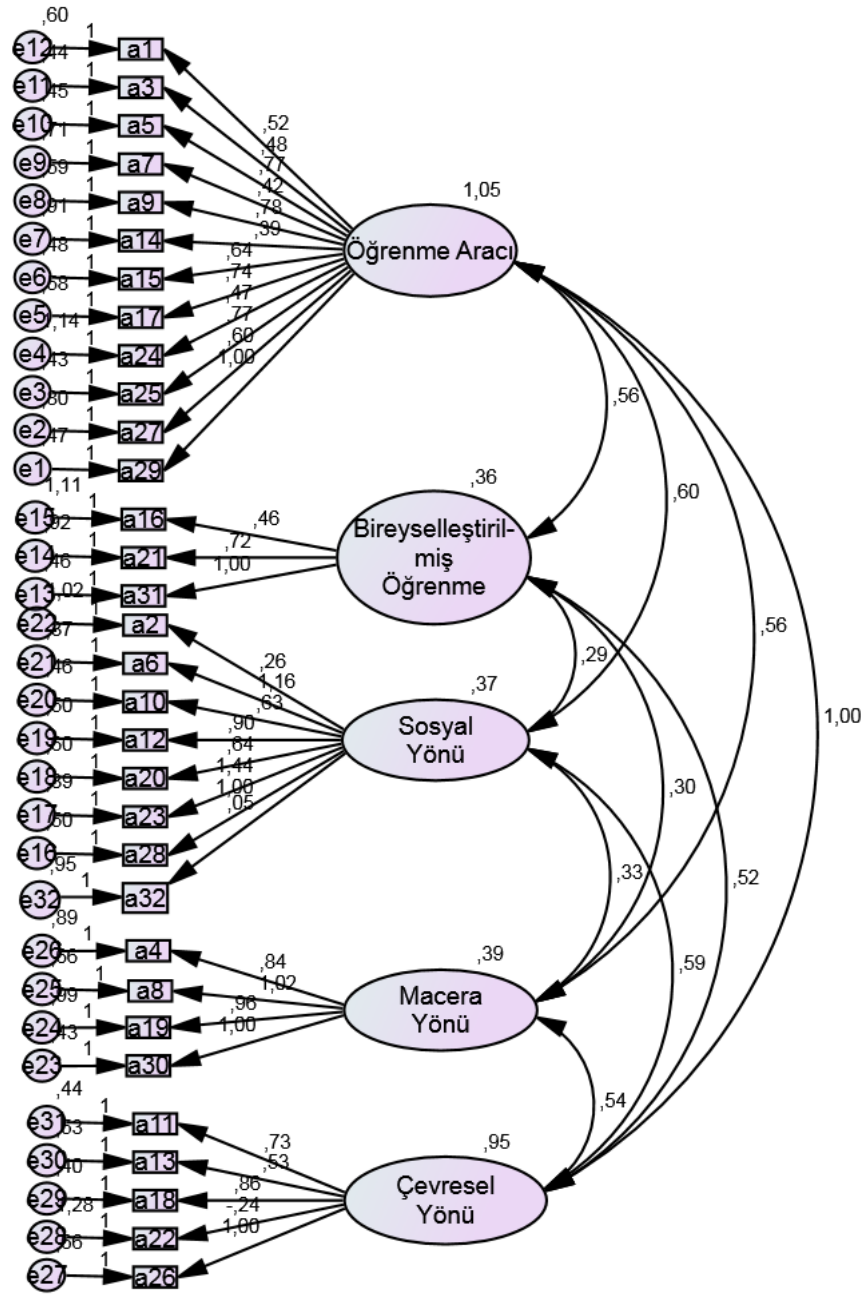 ,60
e12 1 a1
,44
e11 1 a3
,45
e10 1 a5
,71
e9 1 a7
,59
e8 1 a9
,91
e7 1 a14
,48
e6 1 a15
,58
e5 1 a17
1,14
e4 1 a24
,43
e3 1 a25
,80
e2 1 a27
,47
e1 1 a29
,52
,48
,77
,42
,78
,39
,64
,74
,47
,77
,60
1,00
1,05
Öğrenme Aracı
1,11
e15 1 a16
,92
e14 1 a21
,46
e13 1 a31
,46
,72
1,00
,36
Bireyselleştiril-
miş
Öğrenme
1,02
e22 1 a2
,37
e21 1 a6
,46
e20 1 a10
e19 1 a12
e18 1 a20
,39
e17 1 a23
e16 1 a28
,95
e32 1 a32
,26
1,16
,63
,90
,64
1,44
1,00
,05
,37
Sosyal
Yönü
,89
e26 1 a4
e25 1 a8
,99
e24 1 a19
,43
e23 1 a30
,84
1,02
,96
1,00
,39
Macera
Yönü
,44
e31 1 a11
e30 1 a13
,40
e29 1 a18
1,28
e28 1 a22
e27 1 a26
,73
,53
,86
-,24
1,00
,95
Çevresel
Yönü
,56
,60
,56
1,00
,29
,30
,52
,33
,59
,54